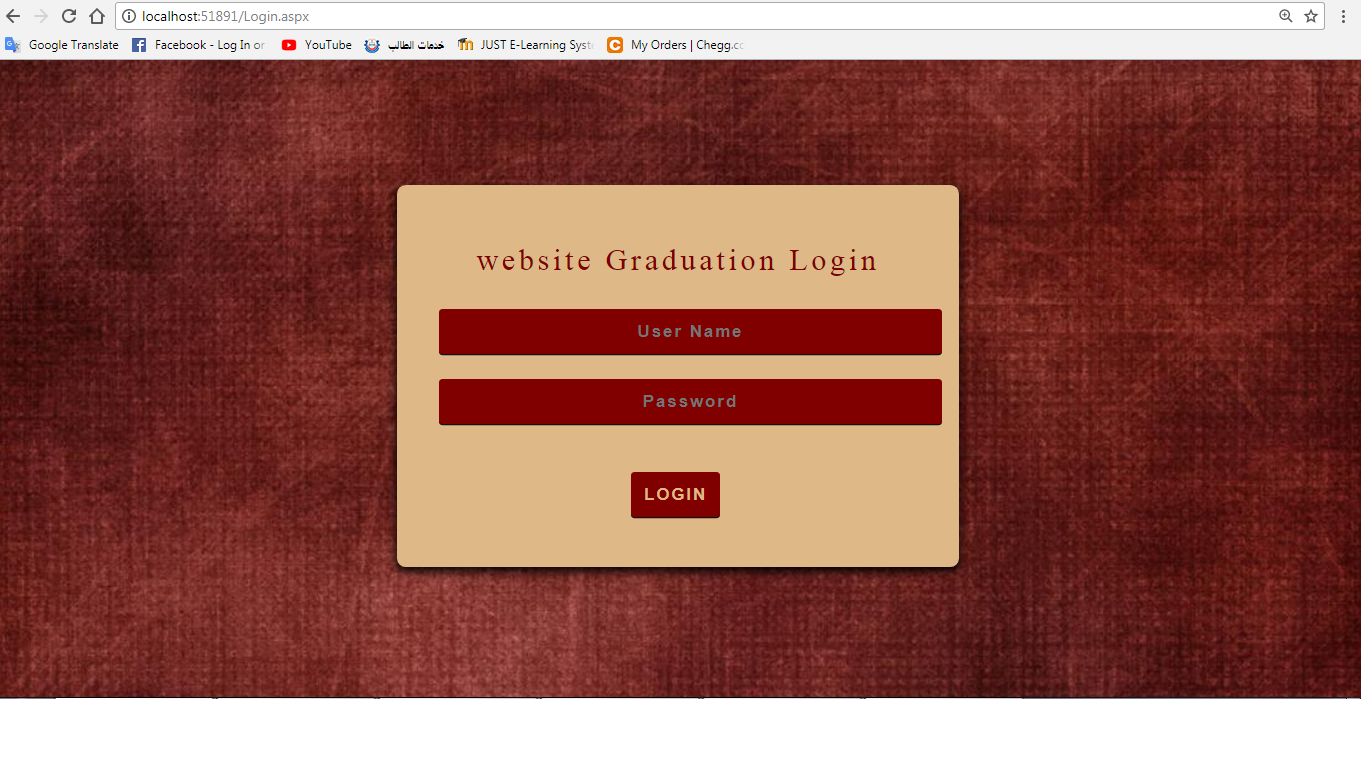 localhost:51891/Login.aspx
Google Translate Facebook - Log In or YouTube خدمات الطالب JUST E-Learning Syst My Orders | Chegg.co
website Graduation Login
User Name
Password
LOGIN